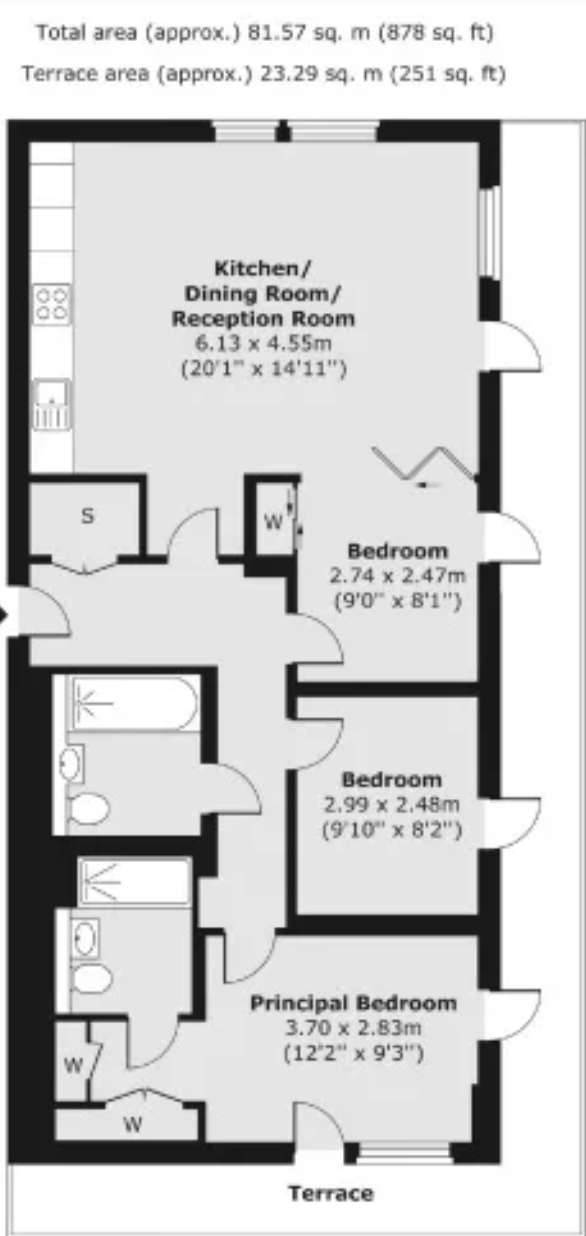 Total area (approx.) 81.57 sq. m (878 sq. ft)
Terrace area (approx.) 23.29 sq. m (251 sq. ft)
Kitchen/
Dining Room/
Reception Room
6.13 x 4.55m
(20'1" x 14'11")
S
W
Bedroom
2.74 x 2.47m
(9'0" x 8'1")
Bedroom
2.99 x 2.48m
(9'10" x 8'2")
Principal Bedroom
3.70 x 2.83m
(12'2" x 9'3")
W
W
Terrace